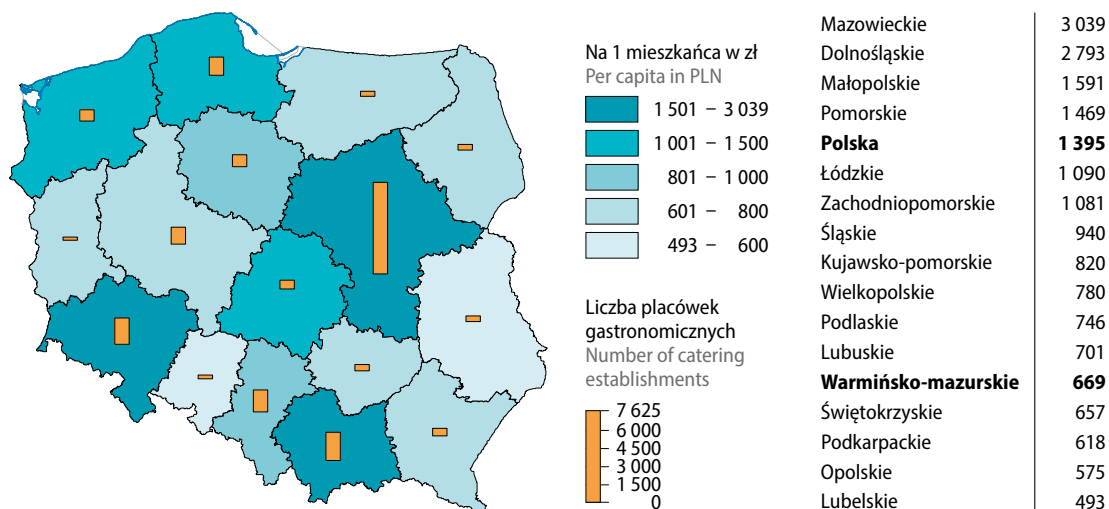 Na 1 mieszkańca w zł
Per capita in PLN
1 501 – 3 039
1 001 – 1 500
801 – 1 000
601 – 800
493 – 600
Liczba placówek
gastronomicznych
Number of catering
establishments
7 625
6 000
4 500
3 000
1 500
0
Mazowieckie 3 039
Dolnośląskie 2 793
Małopolskie 1 591
Pomorskie 1 469
Polska 1 395
Łódzkie 1 090
Zachodniopomorskie 1 081
Śląskie 940
Kujawsko-pomorskie 820
Wielkopolskie 780
Podlaskie 746
Lubuskie 701
Warmińsko-mazurskie 669
Świętokrzyskie 657
Podkarpackie 618
Opolskie 575
Lubelskie 493